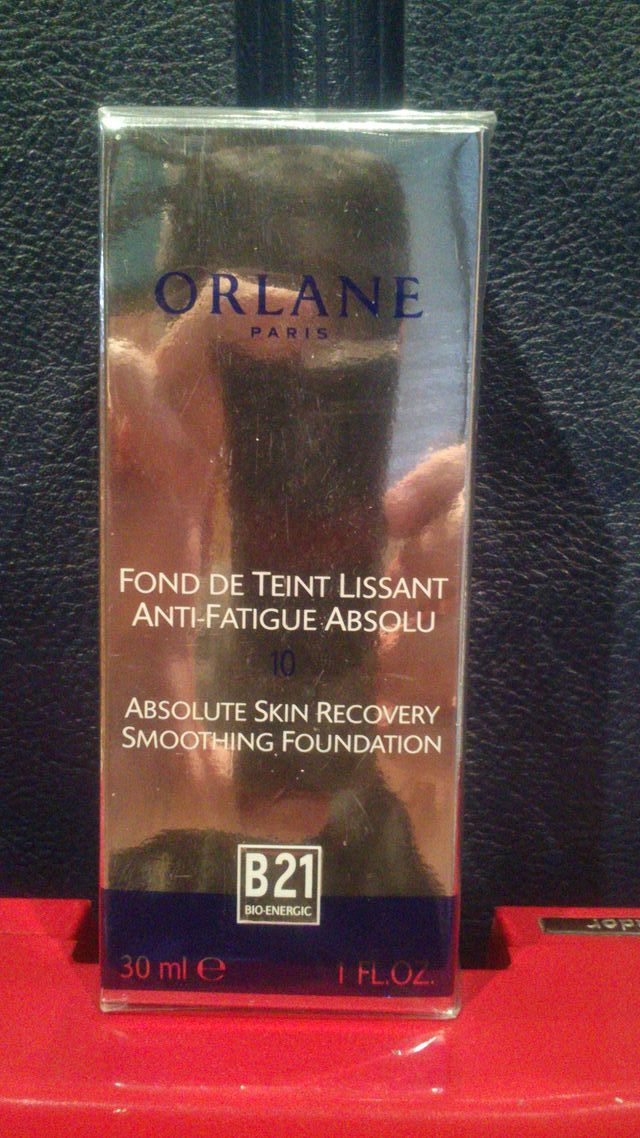 ORLANE
PARIS
FOND DE TEINT LISSANT
ANTI-FATIGUE ABSOLU
10
ABSOLUTE SKIN RECOVERY
SMOOTHING FOUNDATION
B21
BIO-ENERGIC
30 ml ℮ 1 FL.OZ.